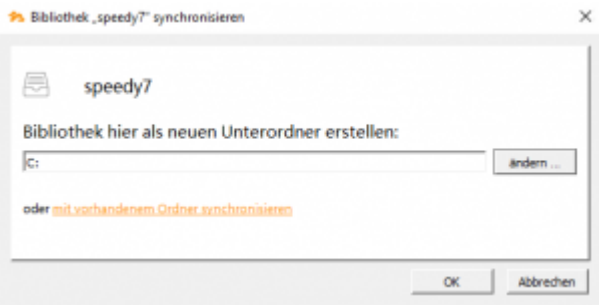 Bibliothek „speedy7" synchronisieren
speedy7
Bibliothek hier als neuen Unterordner erstellen:
C:
ändern ...
oder mit vorhandenem Ordner synchronisieren
OK
Abbrechen